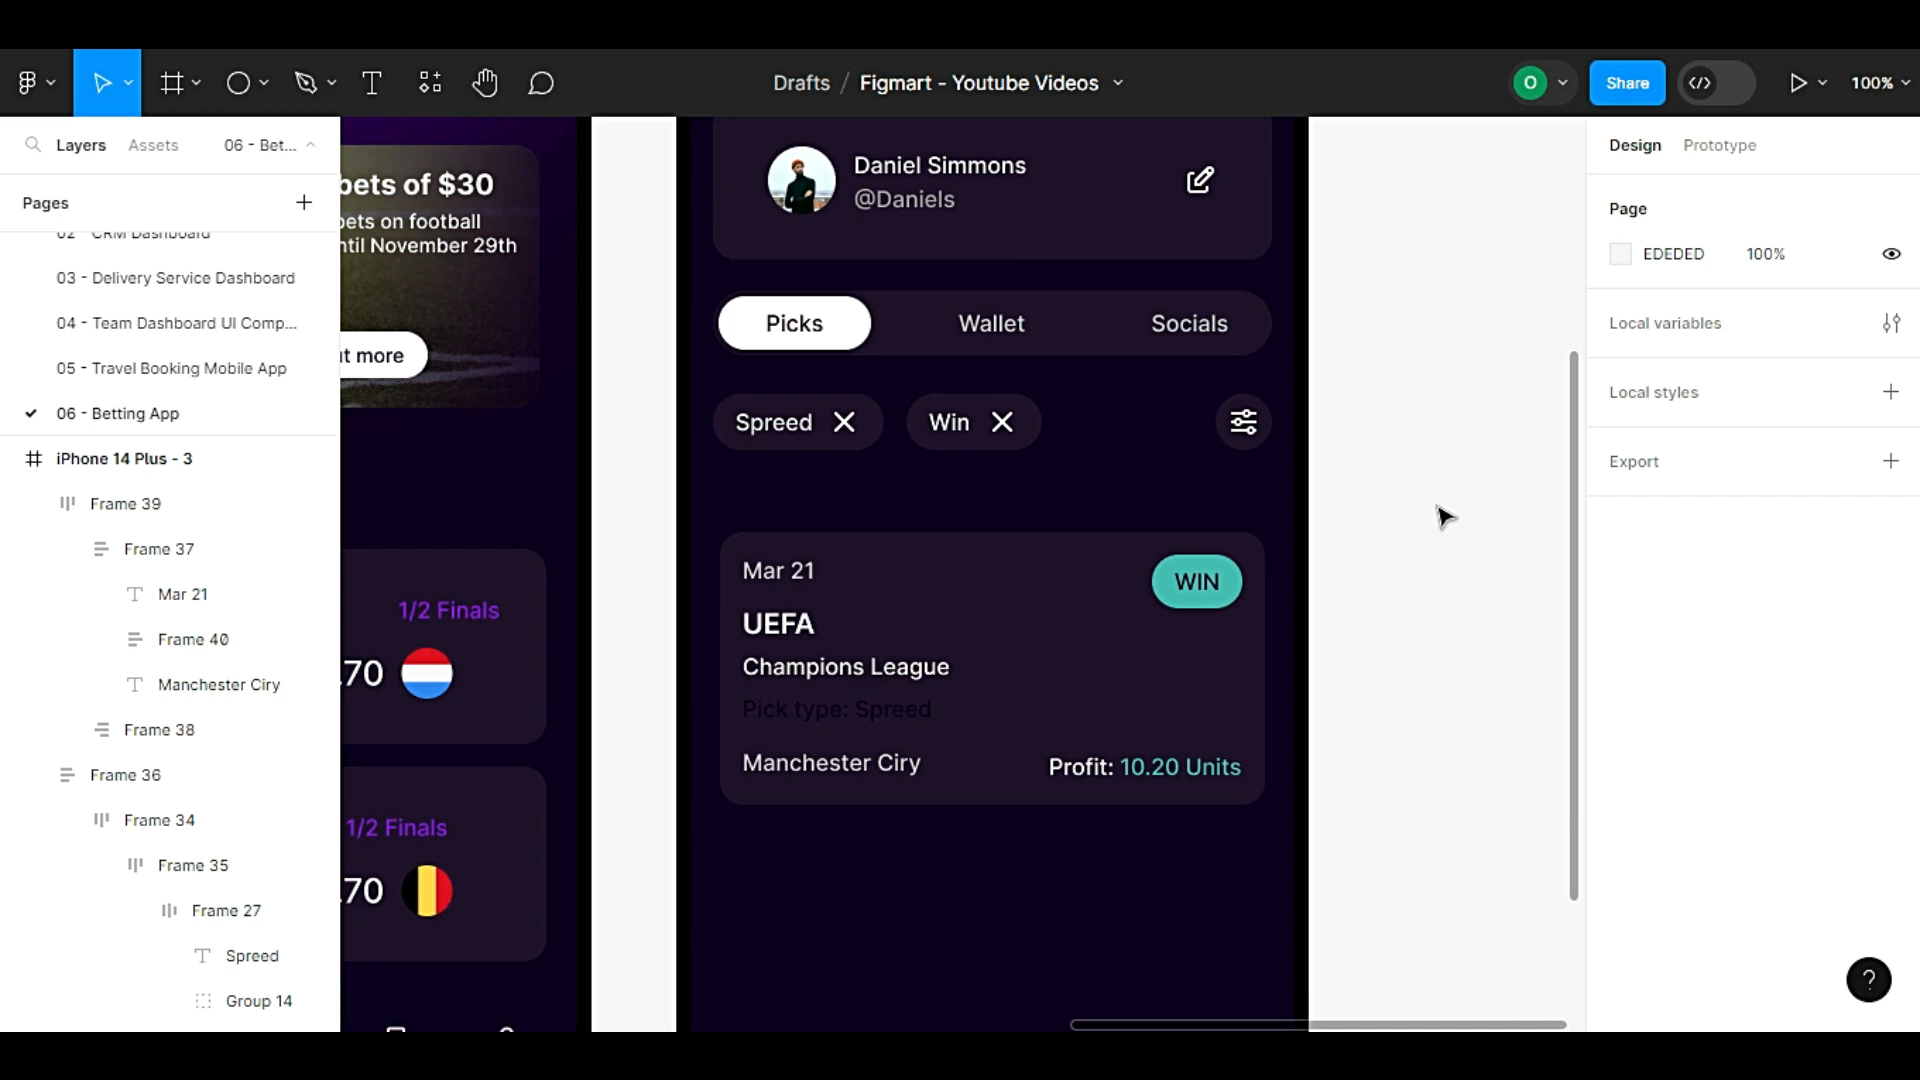 Drafts / Figmart - Youtube Videos
O
Share
100%
Layers
Assets
06 - Bet...
Pages
02 - CRM Dashboard
03 - Delivery Service Dashboard
04 - Team Dashboard UI Comp...
05 - Travel Booking Mobile App
06 - Betting App
iPhone 14 Plus - 3
Frame 39
Frame 37
Mar 21
Frame 40
Manchester Ciry
Frame 38
Frame 36
Frame 34
Frame 35
Frame 27
Spreed
Group 14
bets of $30
bets on football
ntil November 29th
ut more
1/2 Finals
.70
1/2 Finals
.70
Daniel Simmons
@Daniels
Picks
Wallet
Socials
Spreed
Win
Mar 21
WIN
UEFA
Champions League
Pick type: Spreed
Manchester Ciry
Profit: 10.20 Units
Design
Prototype
Page
EDEDED
100%
Local variables
Local styles
Export
?